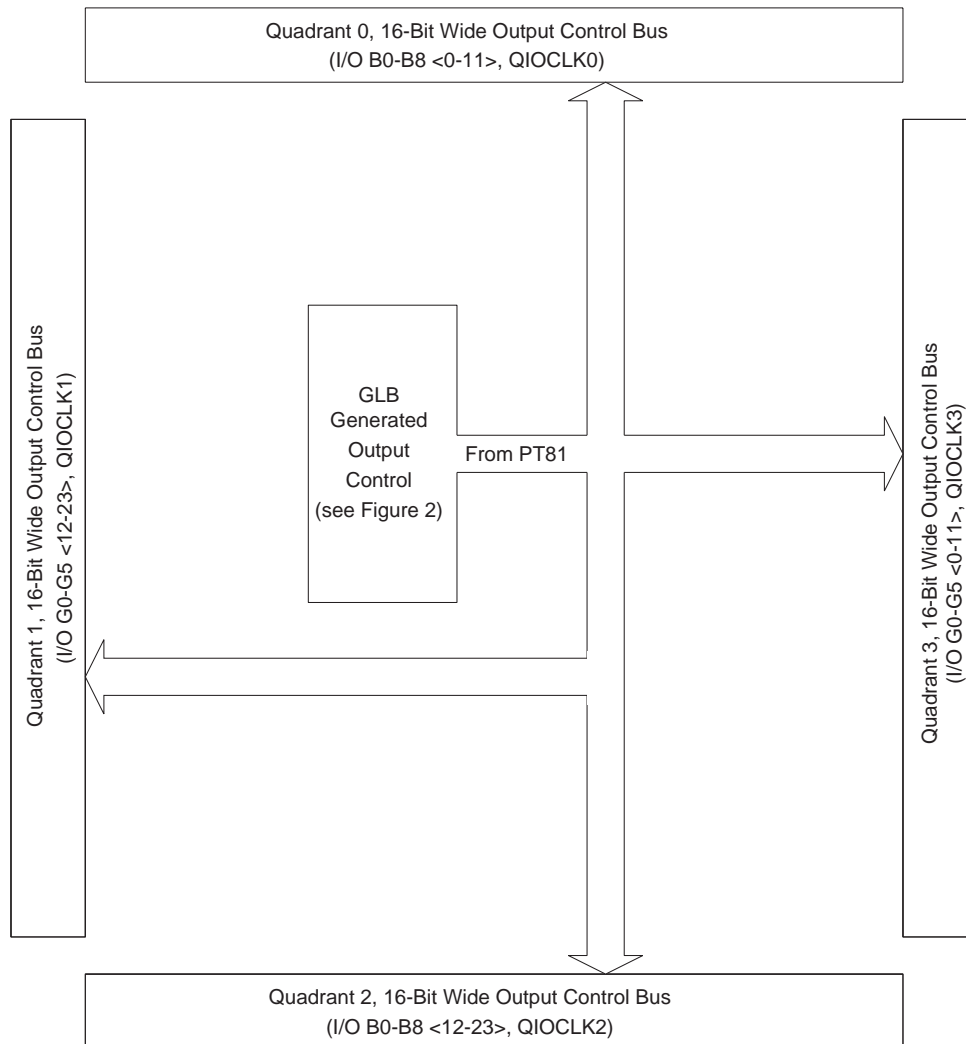 Quadrant 0, 16-Bit Wide Output Control Bus
(I/O B0-B8 <0-11>, QIOCLK0)
Quadrant 1, 16-Bit Wide Output Control Bus
(I/O G0-G5 <12-23>, QIOCLK1)
GLB
Generated
Output
Control
(see Figure 2)
From PT81
Quadrant 3, 16-Bit Wide Output Control Bus
(I/O G0-G5 <0-11>, QIOCLK3)
Quadrant 2, 16-Bit Wide Output Control Bus
(I/O B0-B8 <12-23>, QIOCLK2)